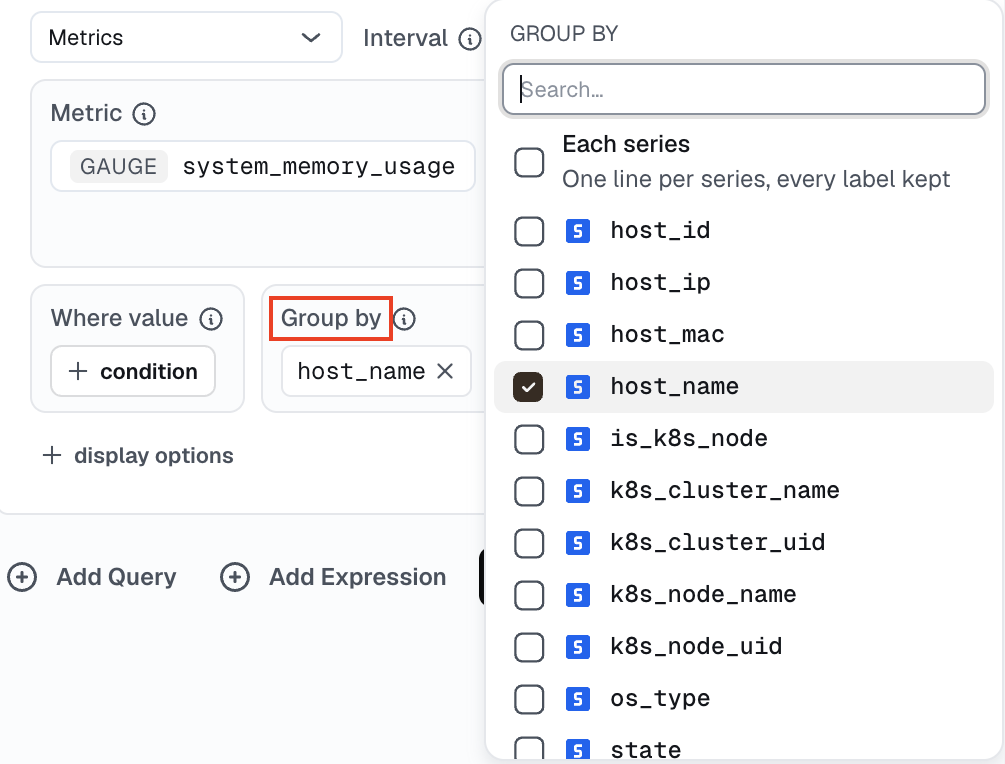 Metrics
Interval
Metric
GAUGE system_memory_usage
Where value
+ condition
Group by
host_name
+ display options
Add Query
Add Expression
GROUP BY
Search...
Each series
One line per series, every label kept
S host_id
S host_ip
S host_mac
S host_name
S is_k8s_node
S k8s_cluster_name
S k8s_cluster_uid
S k8s_node_name
S k8s_node_uid
S os_type
S state